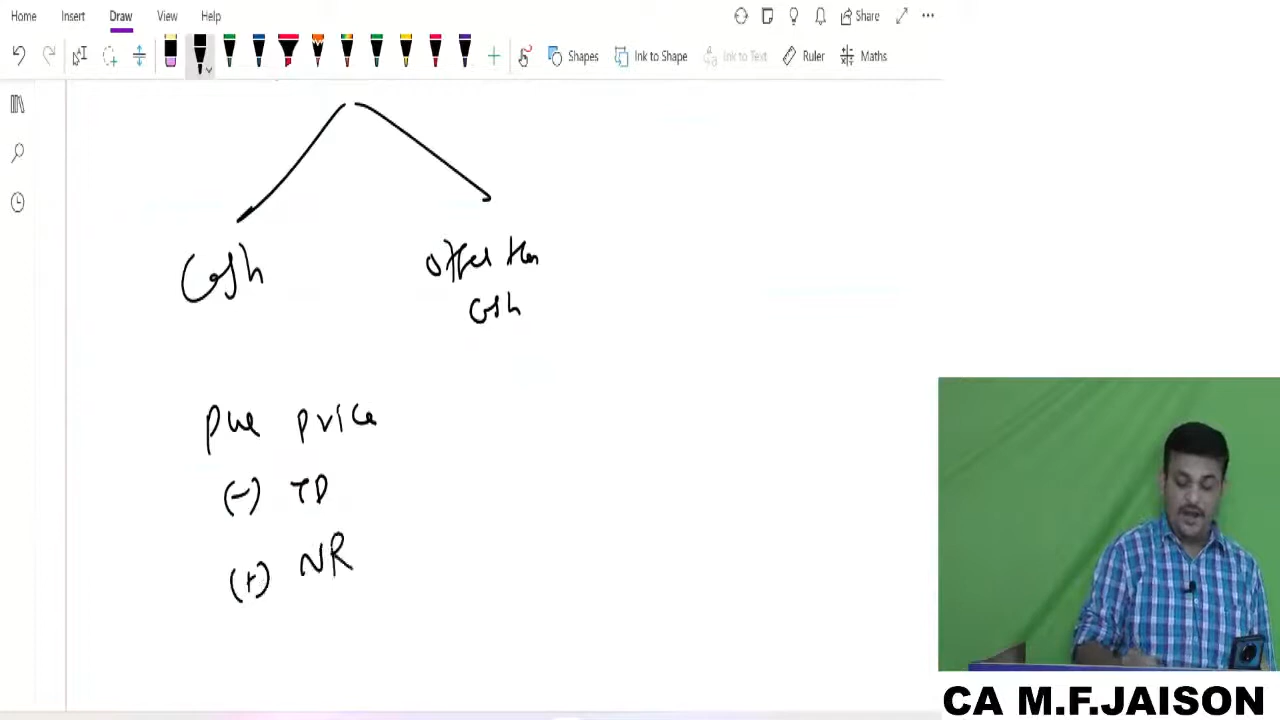 Home Insert Draw View Help
Share
Shapes Ink to Shape Ink to Text Ruler Maths
Cash
other than
cash
Pur price
(-) TD
(+) NR
CA M.F.JAISON